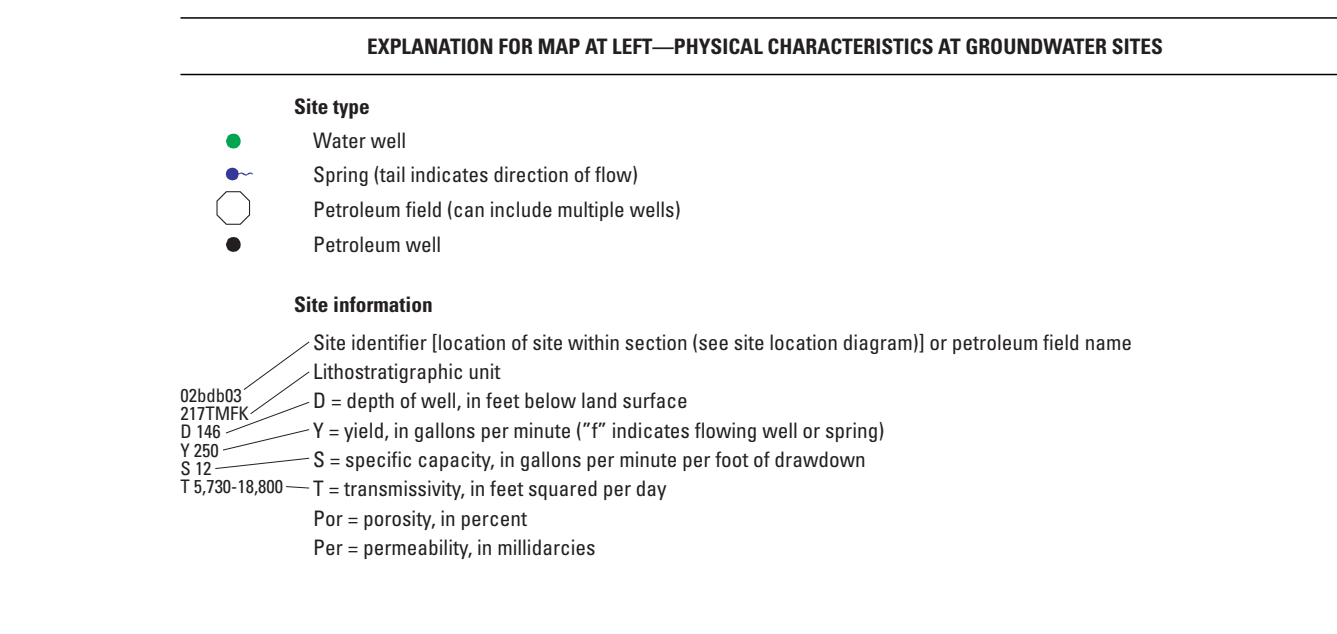 EXPLANATION FOR MAP AT LEFT—PHYSICAL CHARACTERISTICS AT GROUNDWATER SITES
Site type
Water well
Spring (tail indicates direction of flow)
Petroleum field (can include multiple wells)
Petroleum well
Site information
Site identifier [location of site within section (see site location diagram)] or petroleum field name
Lithostratigraphic unit
02bdb03
217TMFK
D 146
Y 250
S 12
T 5,730-18,800
D = depth of well, in feet below land surface
Y = yield, in gallons per minute ("f" indicates flowing well or spring)
S = specific capacity, in gallons per minute per foot of drawdown
T = transmissivity, in feet squared per day
Por = porosity, in percent
Per = permeability, in millidarcies